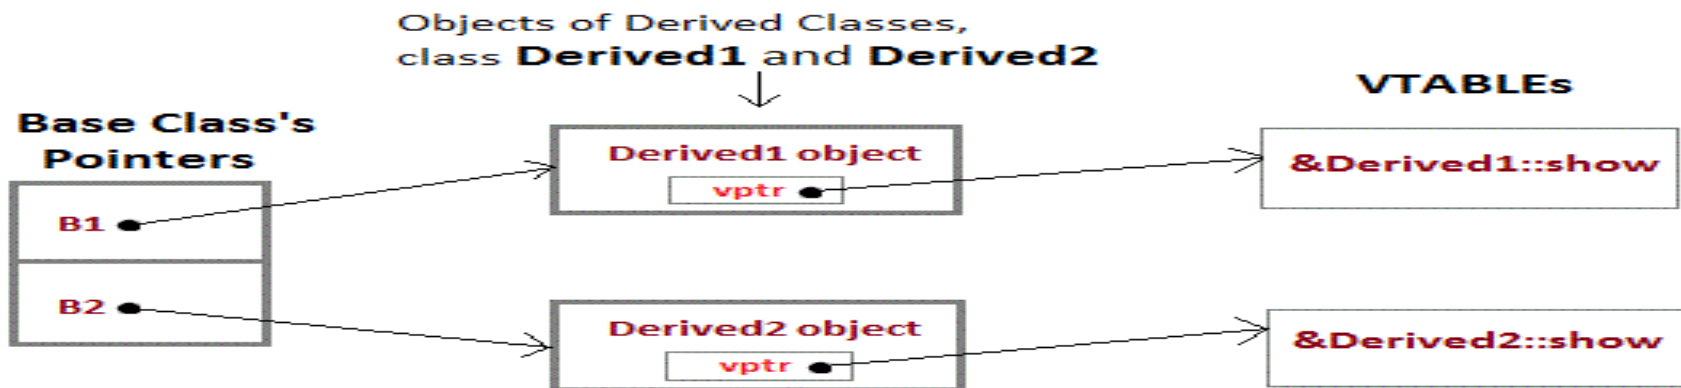 Objects of Derived Classes,
class Derived1 and Derived2
VTABLEs
Base Class's
Pointers
Derived1 object
vptr
&Derived1::show
B1
B2
Derived2 object
vptr
&Derived2::show